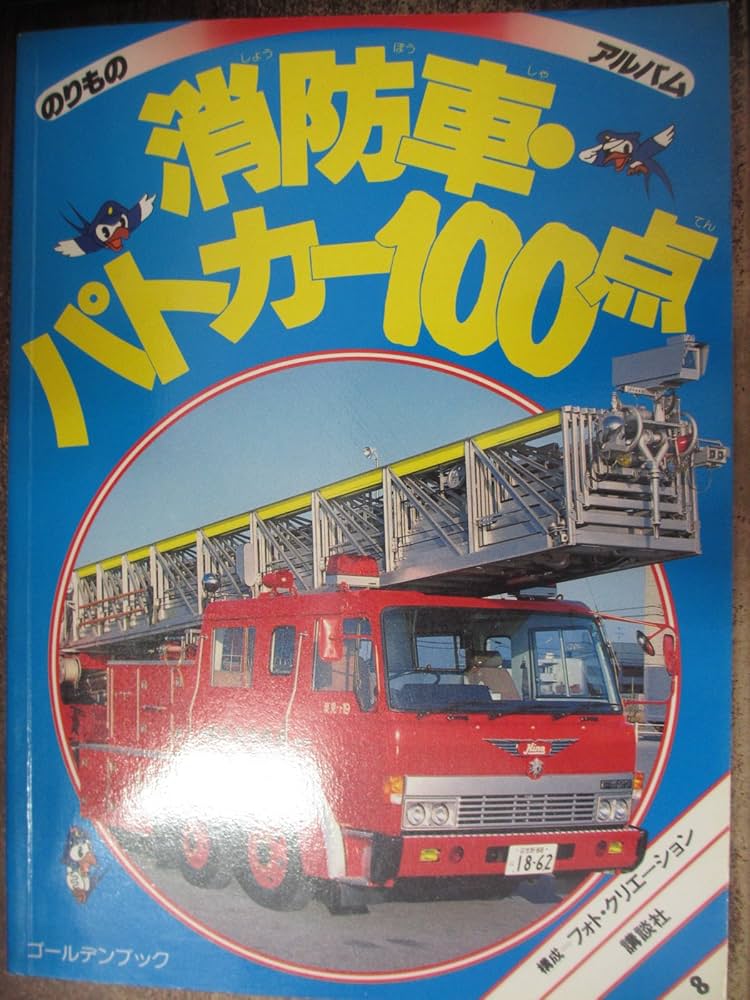 のりもの
アルバム
しょう ぼう しゃ
消防車・
てん
パトカー100点
Hino
18-62
構成=フォト・クリエーション
講談社
8
ゴールデンブック